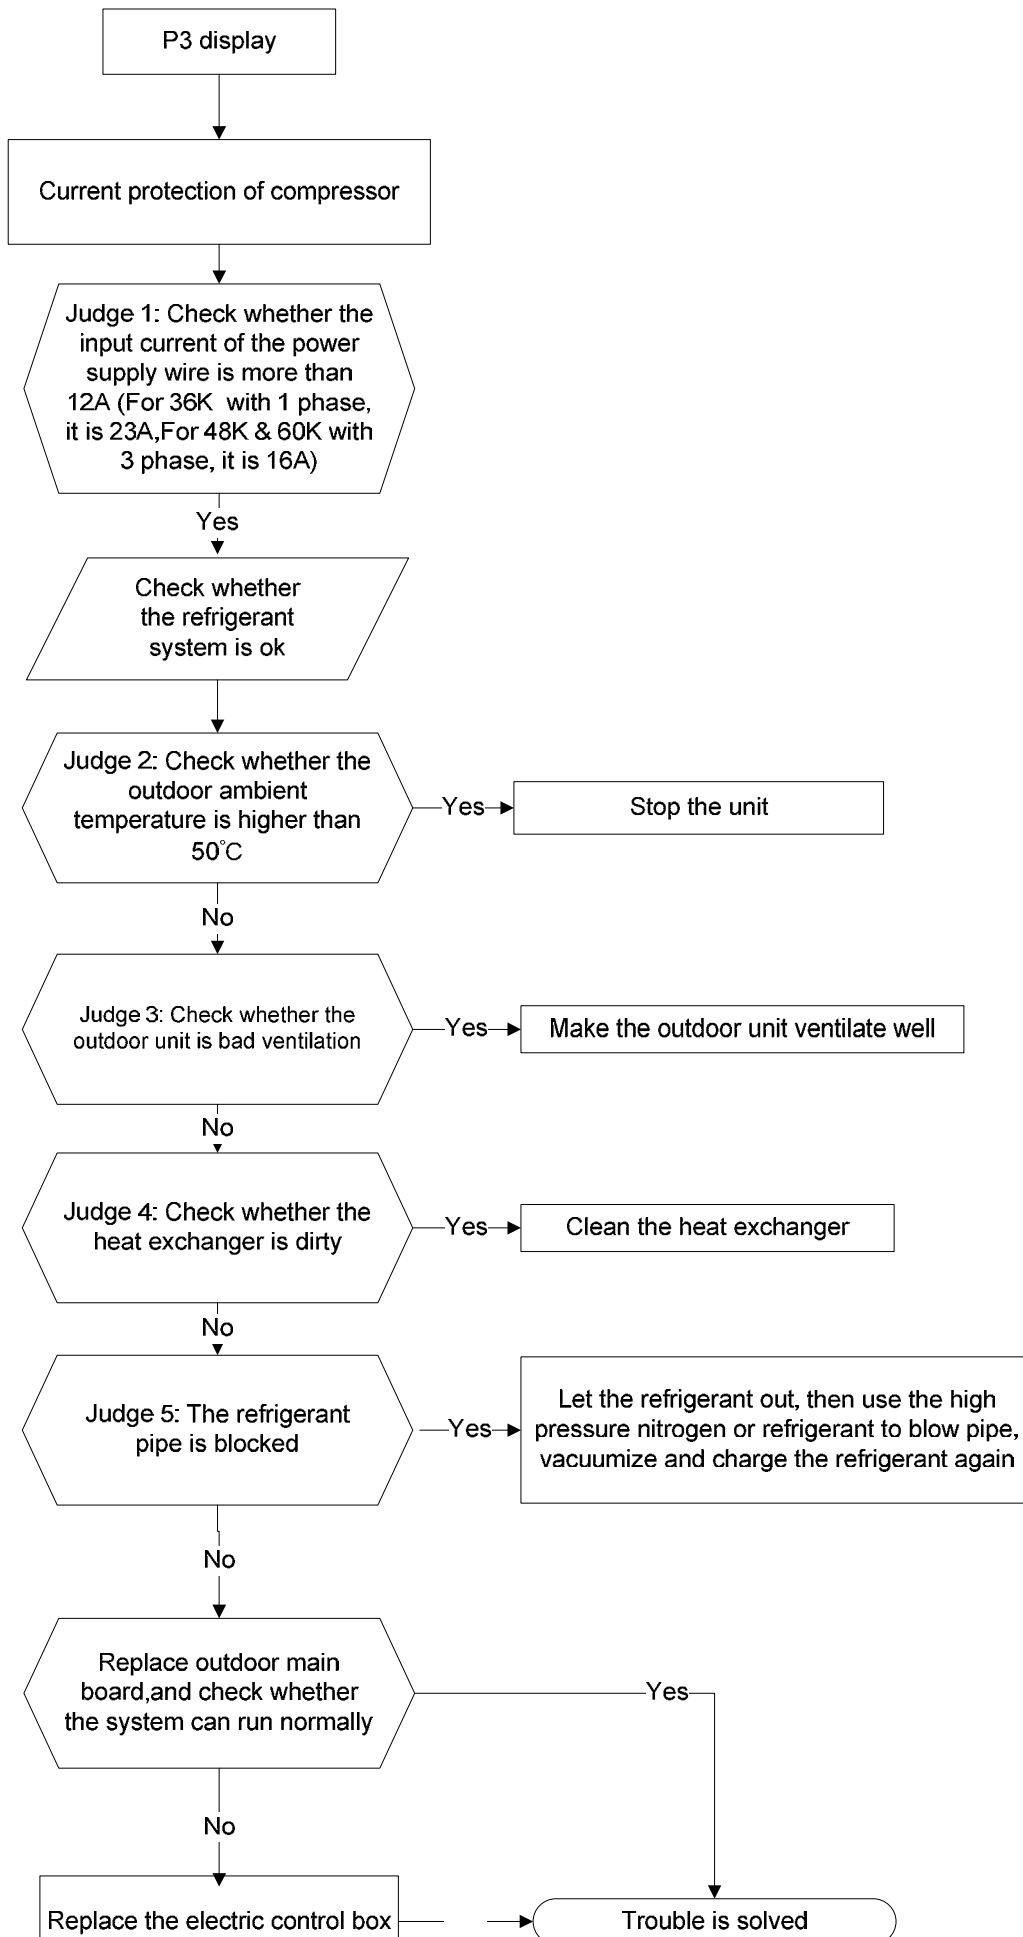 P3 display
Current protection of compressor
Judge 1: Check whether the
input current of the power
supply wire is more than
12A (For 36K with 1 phase,
it is 23A,For 48K & 60K with
3 phase, it is 16A)
Yes
Check whether
the refrigerant
system is ok
Judge 2: Check whether the
outdoor ambient
temperature is higher than
50℃
Yes
Stop the unit
No
Judge 3: Check whether the
outdoor unit is bad ventilation
Yes
Make the outdoor unit ventilate well
No
Judge 4: Check whether the
heat exchanger is dirty
Yes
Clean the heat exchanger
No
Judge 5: The refrigerant
pipe is blocked
Yes
Let the refrigerant out, then use the high
pressure nitrogen or refrigerant to blow pipe,
vacuumize and charge the refrigerant again
No
Replace outdoor main
board,and check whether
the system can run normally
Yes
No
Replace the electric control box
Trouble is solved